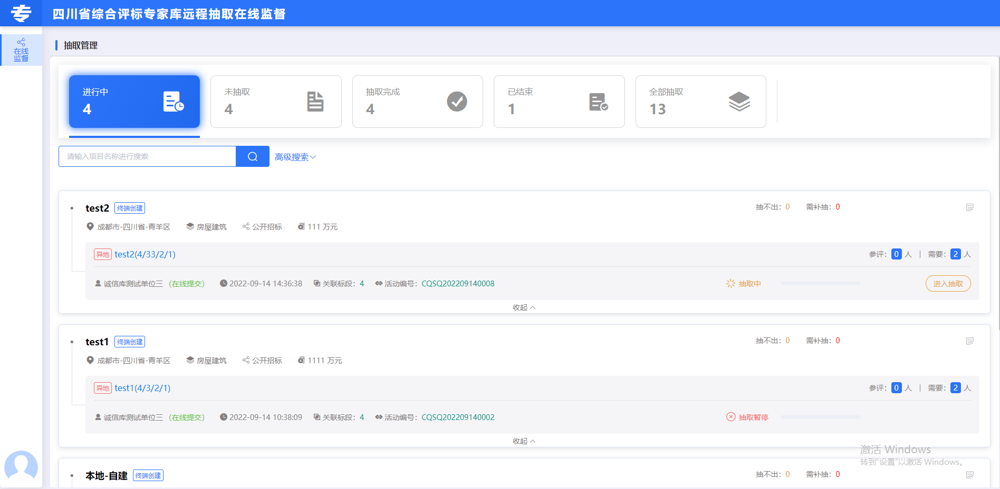 四川省综合评标专家库远程抽取在线监督
在线
监督
抽取管理
进行中
4
未抽取
4
抽取完成
4
已结束
1
全部抽取
13
请输入项目名称进行搜索
高级搜索
test2 终端创建 抽不出：0 需补抽：0
成都市-四川省-青羊区 房屋建筑 公开招标 111 万元
异地 test2(4/33/2/1) 参评：0 人 | 需要：2 人
诚信库测试单位三 （在线提交） 2022-09-14 14:36:38 关联标段：4 活动编号：CQSQ202209140008 抽取中 进入抽取
收起
test1 终端创建 抽不出：0 需补抽：0
成都市-四川省-青羊区 房屋建筑 公开招标 1111 万元
异地 test1(4/3/2/1) 参评：0 人 | 需要：2 人
诚信库测试单位三 （在线提交） 2022-09-14 10:38:09 关联标段：4 活动编号：CQSQ202209140002 抽取暂停
收起
激活 Windows
转到“设置”以激活 Windows。
本地-自建 终端创建 抽不出：0 需补抽：0